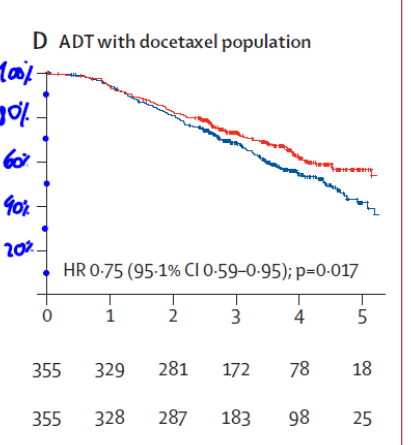 D ADT with docetaxel population
100%
80%
60%
40%
20%
HR 0·75 (95·1% CI 0·59–0·95); p=0·017
0 1 2 3 4 5
355 329 281 172 78 18
355 328 287 183 98 25